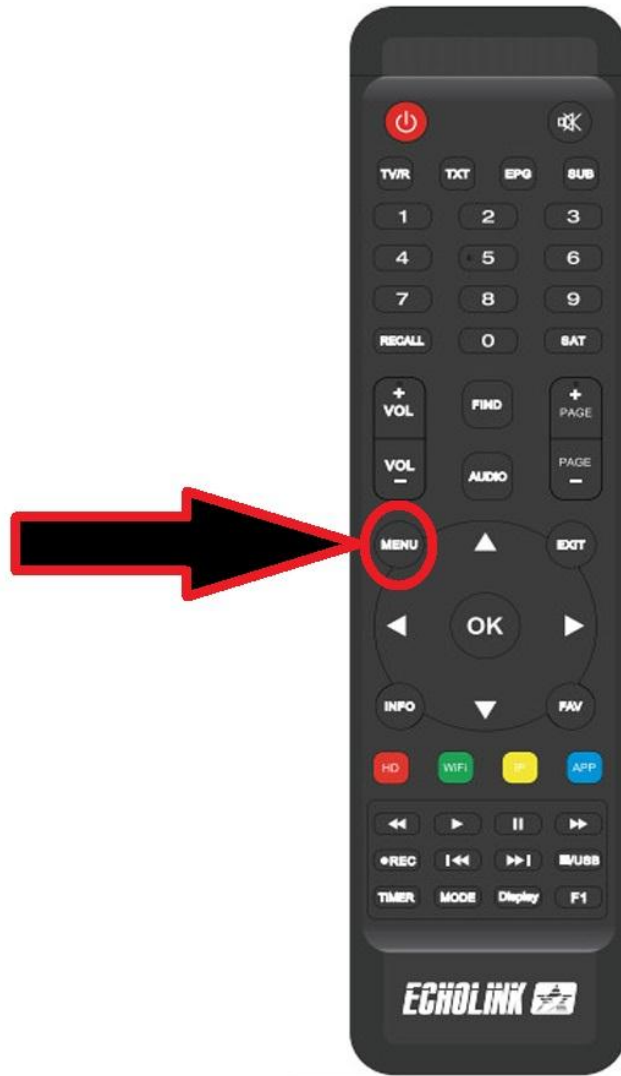 TV/R TXT EPG SUB
1 2 3
4 5 6
7 8 9
RECALL 0 SAT
+ VOL FIND + PAGE
VOL - AUDIO PAGE -
MENU EXIT
OK
INFO FAV
HD WiFi IP APP
REC /USB
TIMER MODE Display F1
ECHOLINK